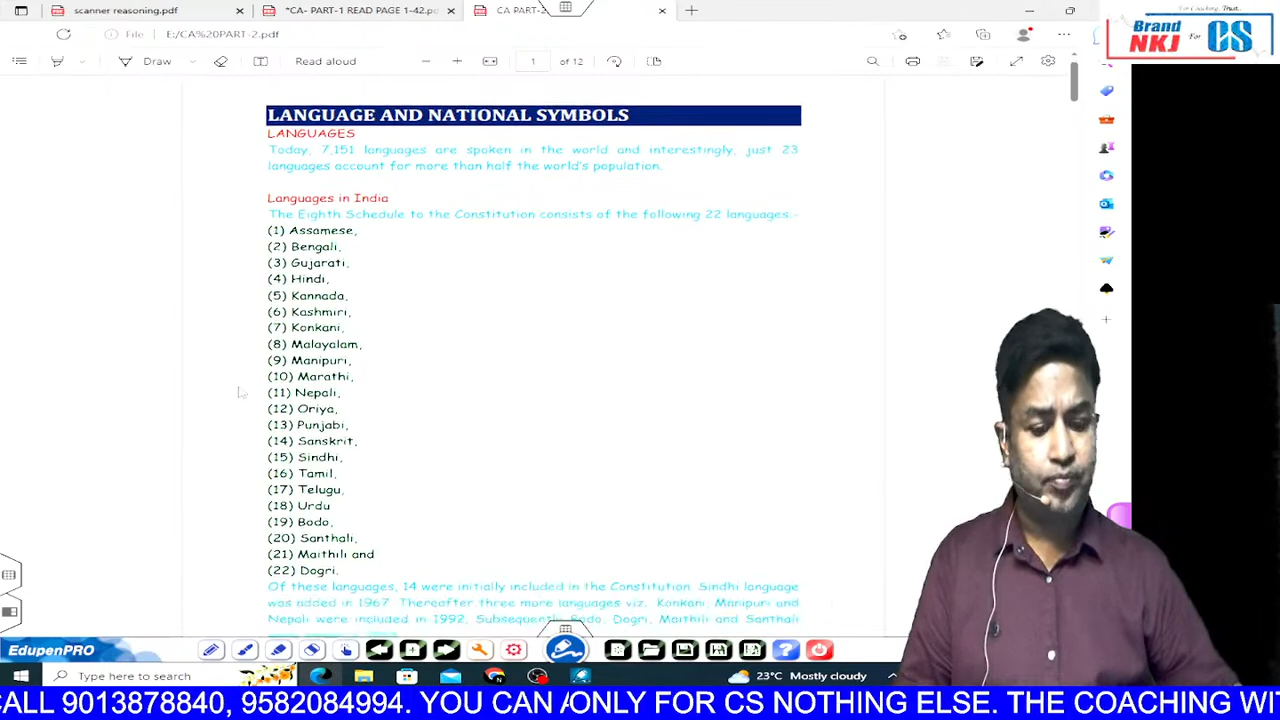 scanner reasoning.pdf
*CA- PART-1 READ PAGE 1-42.p
CA PART-2
For Coaching, Trust.
Brand NKJ For CS
File
E:/CA%20PART-2.pdf
Draw
Read aloud
1
of 12
LANGUAGE AND NATIONAL SYMBOLS
LANGUAGES
Today, 7,151 languages are spoken in the world and interestingly, just 23
languages account for more than half the world's population.
Languages in India
The Eighth Schedule to the Constitution consists of the following 22 languages:-
(1) Assamese,
(2) Bengali,
(3) Gujarati,
(4) Hindi,
(5) Kannada,
(6) Kashmiri,
(7) Konkani,
(8) Malayalam,
(9) Manipuri,
(10) Marathi,
(11) Nepali,
(12) Oriya,
(13) Punjabi,
(14) Sanskrit,
(15) Sindhi,
(16) Tamil,
(17) Telugu,
(18) Urdu
(19) Bodo,
(20) Santhali,
(21) Maithili and
(22) Dogri.
Of these languages, 14 were initially included in the Constitution. Sindhi language
was added in 1967. Thereafter three more languages viz., Konkani, Manipuri and
Nepali were included in 1992. Subsequently Bodo, Dogri, Maithili and Santhali
EdupenPRO
Type here to search
23°C Mostly cloudy
CALL 9013878840, 9582084994. YOU CAN ONLY FOR CS NOTHING ELSE. THE COACHING WI